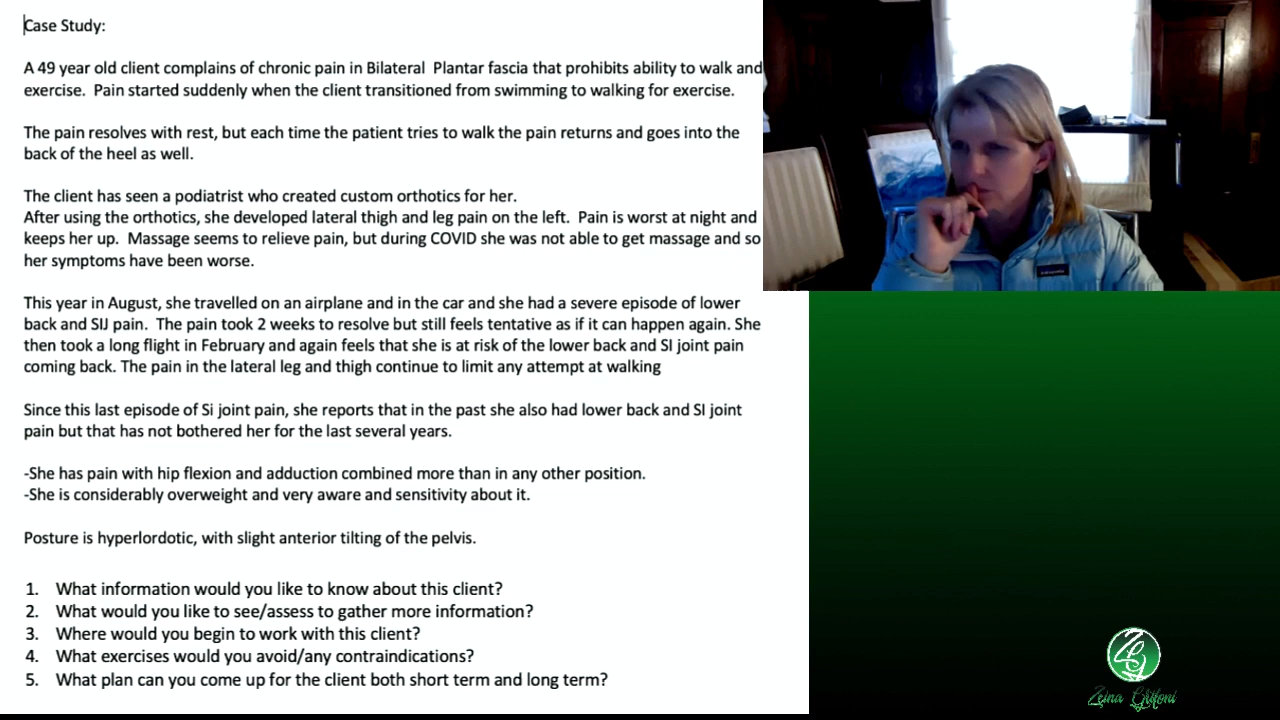 Case Study:
A 49 year old client complains of chronic pain in Bilateral  Plantar fascia that prohibits ability to walk and
exercise.  Pain started suddenly when the client transitioned from swimming to walking for exercise.
The pain resolves with rest, but each time the patient tries to walk the pain returns and goes into the
back of the heel as well.
The client has seen a podiatrist who created custom orthotics for her.
After using the orthotics, she developed lateral thigh and leg pain on the left.  Pain is worst at night and
keeps her up.  Massage seems to relieve pain, but during COVID she was not able to get massage and so
her symptoms have been worse.
This year in August, she travelled on an airplane and in the car and she had a severe episode of lower
back and SIJ pain.  The pain took 2 weeks to resolve but still feels tentative as if it can happen again. She
then took a long flight in February and again feels that she is at risk of the lower back and SI joint pain
coming back. The pain in the lateral leg and thigh continue to limit any attempt at walking
Since this last episode of Si joint pain, she reports that in the past she also had lower back and SI joint
pain but that has not bothered her for the last several years.
-She has pain with hip flexion and adduction combined more than in any other position.
-She is considerably overweight and very aware and sensitivity about it.
Posture is hyperlordotic, with slight anterior tilting of the pelvis.
1. What information would you like to know about this client?
2. What would you like to see/assess to gather more information?
3. Where would you begin to work with this client?
4. What exercises would you avoid/any contraindications?
5. What plan can you come up for the client both short term and long term?
ZG
Zeina Grifoni